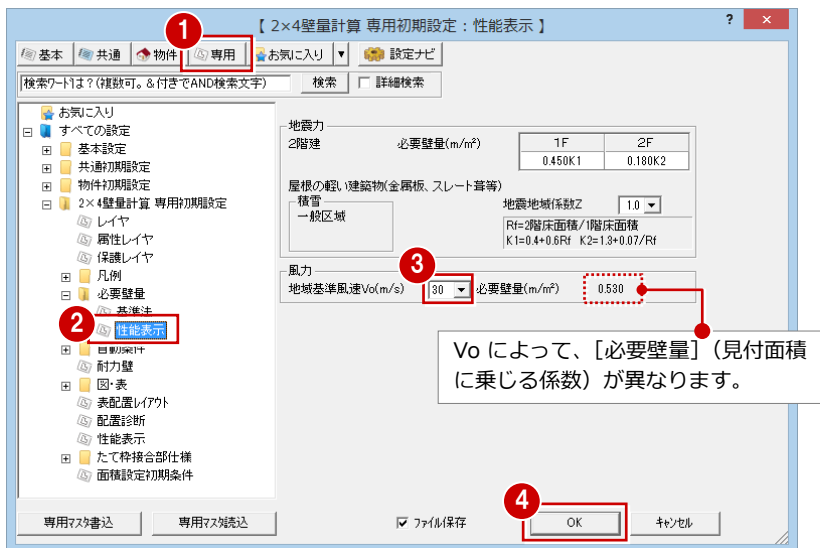 【 2×4壁量計算 専用初期設定：性能表示 】 ? ×
1
基本 共通 物件 専用 お気に入り ▼ 設定ナビ
検索ワードは？(複数可。&付きでAND検索文字) 検索 詳細検索
お気に入り
すべての設定
基本設定
共通初期設定
物件初期設定
2×4壁量計算 専用初期設定
レイヤ
属性レイヤ
保護レイヤ
凡例
必要壁量
基準法
2 性能表示
自動条件
耐力壁
図・表
表配置レイアウト
配置診断
性能表示
たて枠接合部仕様
面積設定初期条件
地震力
2階建 必要壁量(m/m²) 1F 2F
0.450K1 0.180K2
屋根の軽い建築物(金属板、スレート葺等)
積雪
一般区域
地震地域係数Z 1.0
Rf=2階床面積/1階床面積
K1=0.4+0.6Rf K2=1.3+0.07/Rf
3
風力
地域基準風速Vo(m/s) 30 必要壁量(m/m²) 0.530
Vo によって、［必要壁量］（見付面積
に乗じる係数）が異なります。
4
専用マスタ書込 専用マスタ読込 ファイル保存 OK キャンセル